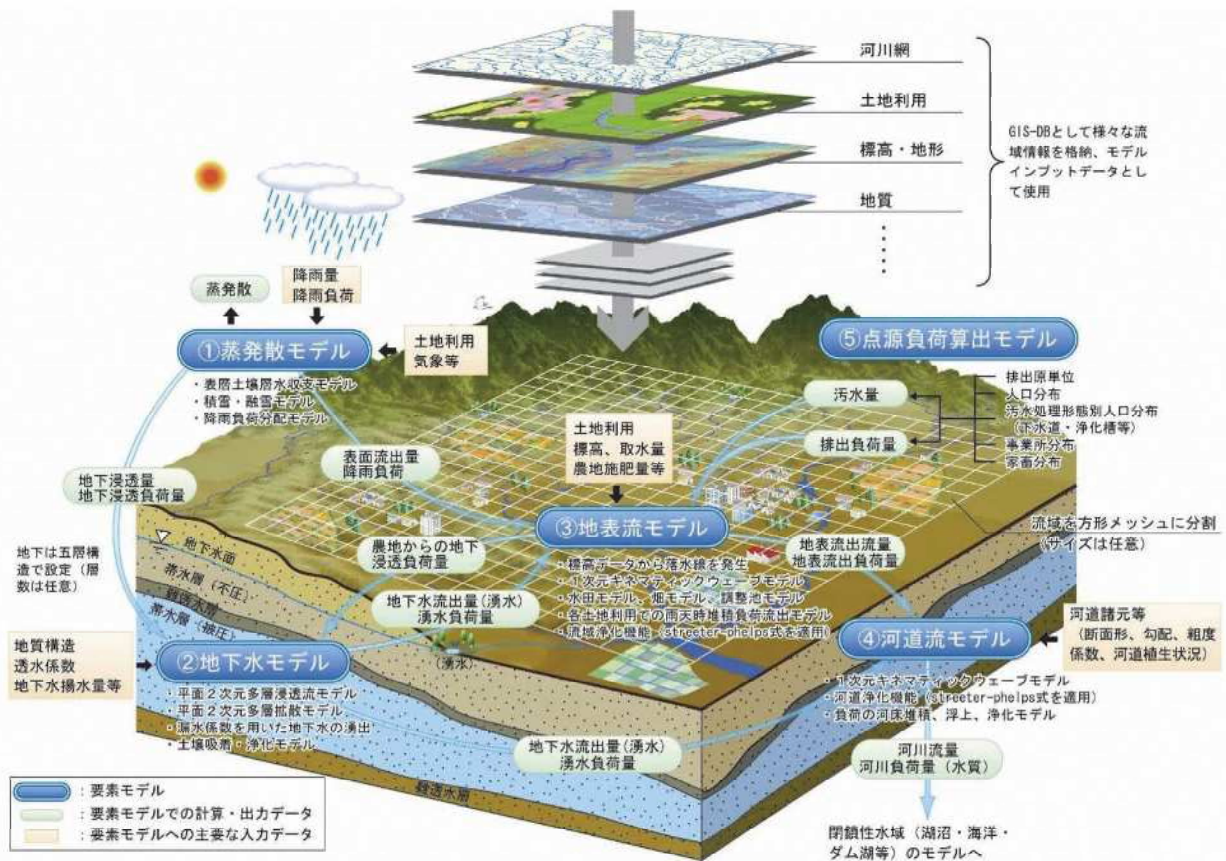 河川網
土地利用
標高・地形
地質
GIS-DBとして様々な流
域情報を格納、モデル
インプットデータとし
て使用
蒸発散
降雨量
降雨負荷
①蒸発散モデル
土地利用
気象等
・表層土壌層水収支モデル
・積雪・融雪モデル
・降雨負荷分配モデル
⑤点源負荷算出モデル
汚水量
排出負荷量
排出原単位
人口分布
汚水処理形態別人口分布
(下水道・浄化槽等)
事業所分布
家畜分布
土地利用
標高、取水量
農地施肥量等
表面流出量
降雨負荷
地下浸透量
地下浸透負荷量
③地表流モデル
・標高データから落水線を発生
・1次元キネマティックウェーブモデル
・水田モデル、畑モデル、調整池モデル
・各土地利用での雨天時堆積負荷流出モデル
・流域浄化機能(streeter-phelps式を適用)
流域を方形メッシュに分割
(サイズは任意)
農地からの地下
浸透負荷量
地表流出流量
地表流出負荷量
地下は五層構
造で設定(層
数は任意)
地下水面
帯水層(不圧)
難透水層
帯水層(被圧)
地下水流出量(湧水)
湧水負荷量
(湧水)
地質構造
透水係数
地下水揚水量等
②地下水モデル
・平面2次元多層浸透流モデル
・平面2次元多層拡散モデル
・漏水係数を用いた地下水の湧出
・土壌吸着・浄化モデル
④河道流モデル
・1次元キネマティックウェーブモデル
・河道浄化機能(streeter-phelps式を適用)
・負荷の河床堆積、浮上、浄化モデル
河道諸元等
(断面形、勾配、粗度
係数、河道植生状況)
地下水流出量(湧水)
湧水負荷量
難透水層
河川流量
河川負荷量(水質)
閉鎖性水域(湖沼・海洋・
ダム湖等)のモデルへ
:要素モデル
:要素モデルでの計算・出力データ
:要素モデルへの主要な入力データ